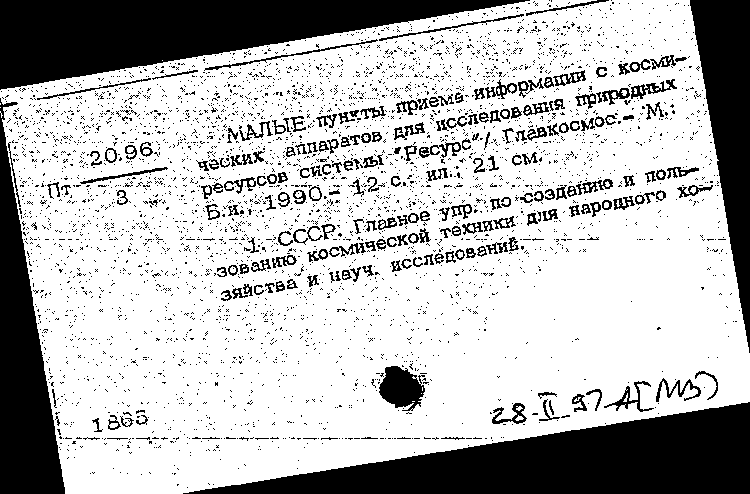 МАЛЫЕ пункты приема информации с косми-
20.96
ческих аппаратов для исследования природных
Пт
ресурсов системы "Ресурс"/ Главкосмос.- М.:
3
Б.и., 1990.- 12 с.- ил.; 21 см.
1. СССР. Главное упр. по созданию и поль-
зованию космической техники для народного хо-
зяйства и науч. исследований.
1865
28-II-97